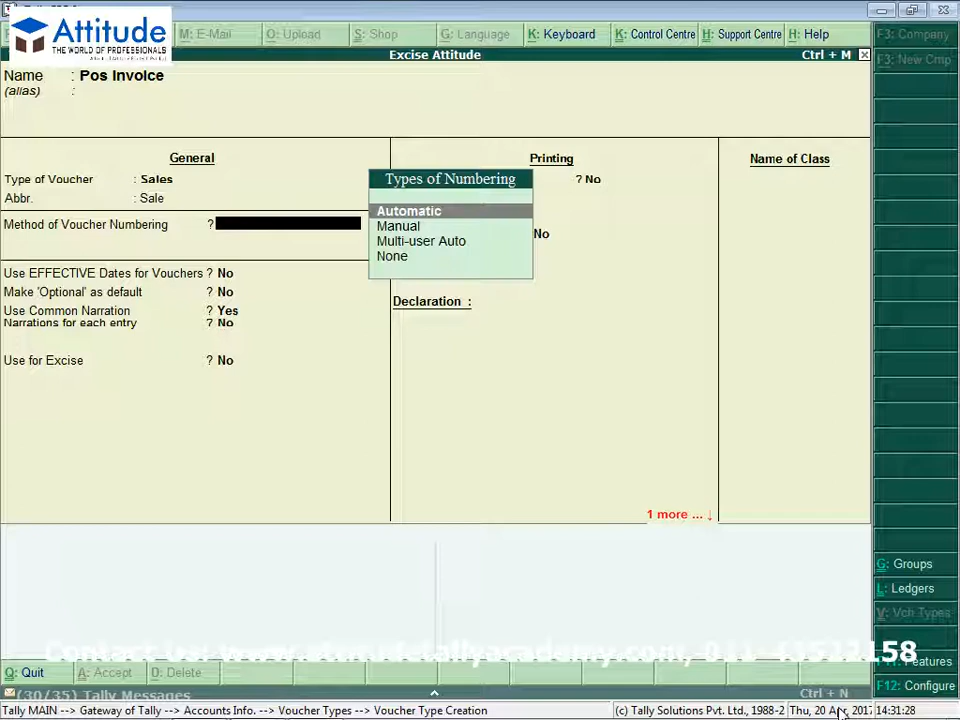 Attitude
THE WORLD OF PROFESSIONALS
M: E-Mail O: Upload S: Shop G: Language K: Keyboard K: Control Centre H: Support Centre H: Help
F3: Company
F3: New Cmp
Excise Attitude Ctrl + M
Name : Pos Invoice
(alias) :
General Printing Name of Class
Type of Voucher : Sales
Abbr. : Sale
Method of Voucher Numbering ?
Types of Numbering
Automatic
Manual
Multi-user Auto
None
? No
No
Use EFFECTIVE Dates for Vouchers ? No
Make 'Optional' as default ? No
Use Common Narration ? Yes
Narrations for each entry ? No
Use for Excise ? No
Declaration :
1 more ... ↓
G: Groups
L: Ledgers
V: Vch Types
F11: Features
F12: Configure
Q: Quit A: Accept D: Delete
(30/35) Tally Messages Ctrl + N
Tally MAIN --> Gateway of Tally --> Accounts Info. --> Voucher Types --> Voucher Type Creation (c) Tally Solutions Pvt. Ltd., 1988-2 Thu, 20 Apr, 2017 14:31:28